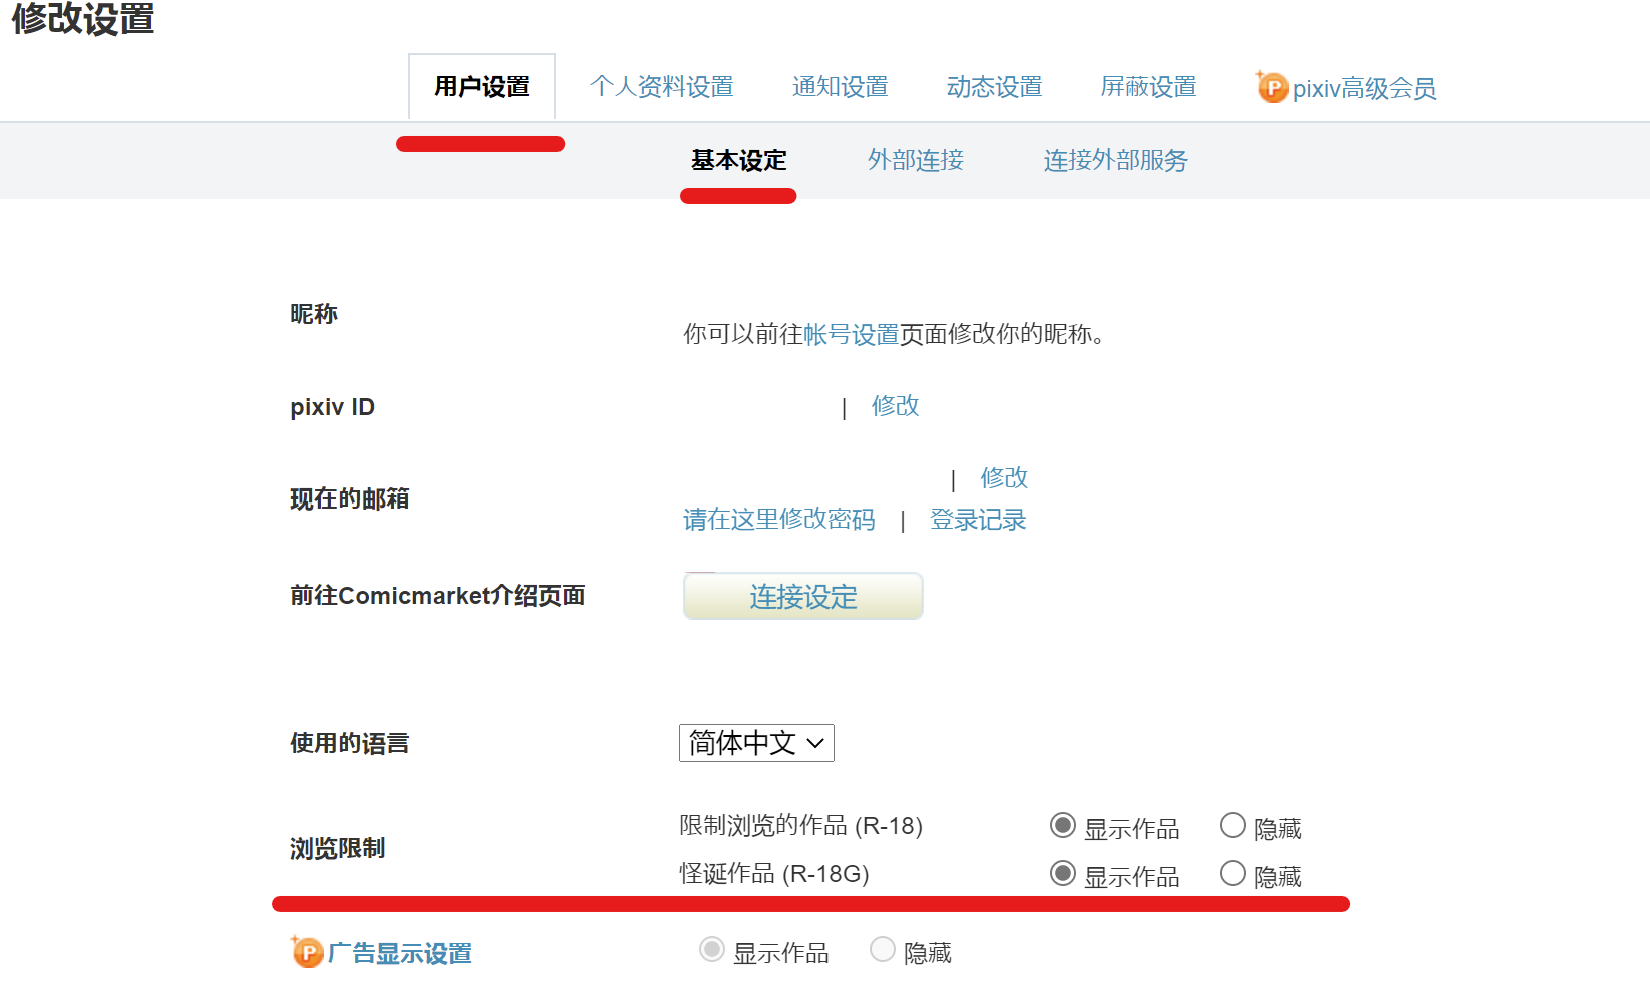 修改设置
用户设置 个人资料设置 通知设置 动态设置 屏蔽设置 pixiv高级会员
基本设定 外部连接 连接外部服务
昵称
你可以前往帐号设置页面修改你的昵称。
pixiv ID | 修改
| 修改
现在的邮箱
请在这里修改密码 | 登录记录
前往Comicmarket介绍页面 连接设定
使用的语言 简体中文
限制浏览的作品 (R-18) 显示作品 隐藏
浏览限制
怪诞作品 (R-18G) 显示作品 隐藏
P 广告显示设置 显示作品 隐藏